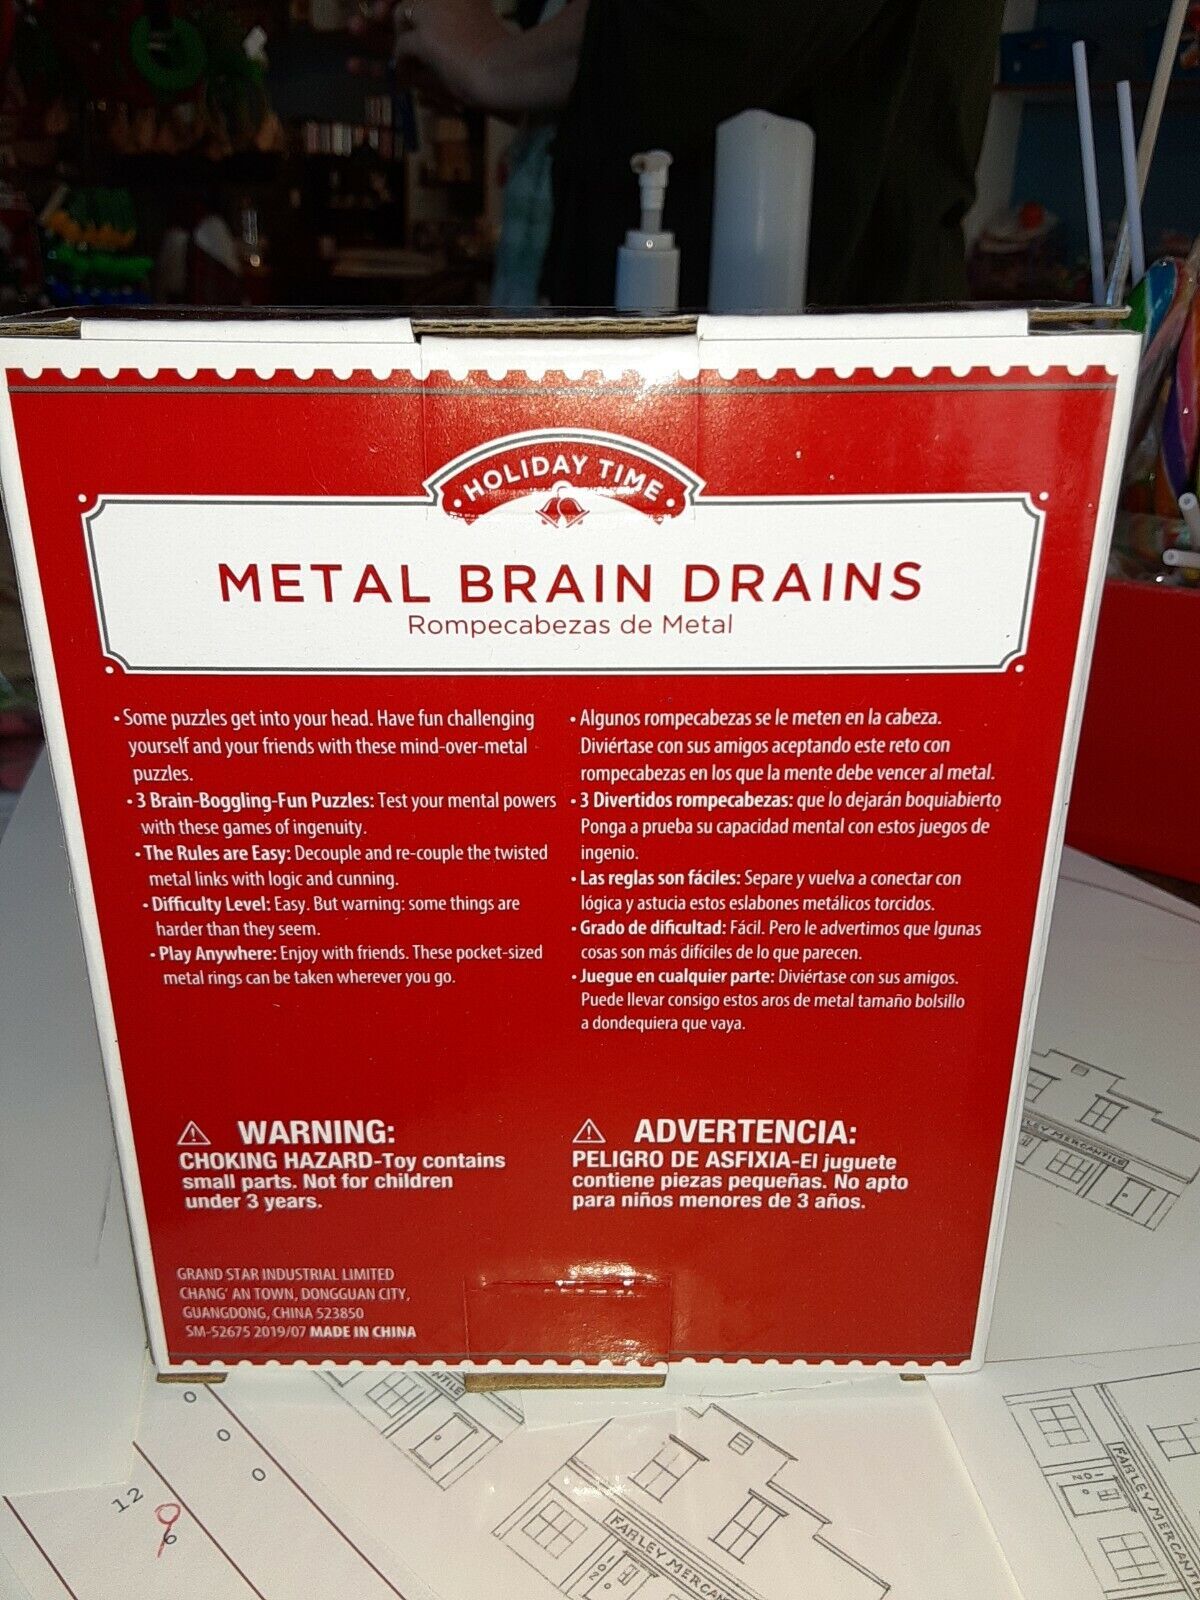 HOLIDAY TIME
METAL BRAIN DRAINS
Rompecabezas de Metal
• Some puzzles get into your head. Have fun challenging
yourself and your friends with these mind-over-metal
puzzles.
• 3 Brain-Boggling-Fun Puzzles: Test your mental powers
with these games of ingenuity.
• The Rules are Easy: Decouple and re-couple the twisted
metal links with logic and cunning.
• Difficulty Level: Easy. But warning: some things are
harder than they seem.
• Play Anywhere: Enjoy with friends. These pocket-sized
metal rings can be taken wherever you go.
• Algunos rompecabezas se le meten en la cabeza.
Diviértase con sus amigos aceptando este reto con
rompecabezas en los que la mente debe vencer al metal.
• 3 Divertidos rompecabezas: que lo dejarán boquiabierto
Ponga a prueba su capacidad mental con estos juegos de
ingenio.
• Las reglas son fáciles: Separe y vuelva a conectar con
lógica y astucia estos eslabones metálicos torcidos.
• Grado de dificultad: Fácil. Pero le advertimos que lgunas
cosas son más difíciles de lo que parecen.
• Juegue en cualquier parte: Diviértase con sus amigos.
Puede llevar consigo estos aros de metal tamaño bolsillo
a dondequiera que vaya.
⚠ WARNING:
CHOKING HAZARD-Toy contains
small parts. Not for children
under 3 years.
⚠ ADVERTENCIA:
PELIGRO DE ASFIXIA-El juguete
contiene piezas pequeñas. No apto
para niños menores de 3 años.
GRAND STAR INDUSTRIAL LIMITED
CHANG' AN TOWN, DONGGUAN CITY,
GUANGDONG, CHINA 523850
SM-52675 2019/07 MADE IN CHINA
MERCANTILE
12
6
FARLEY
FARLEY